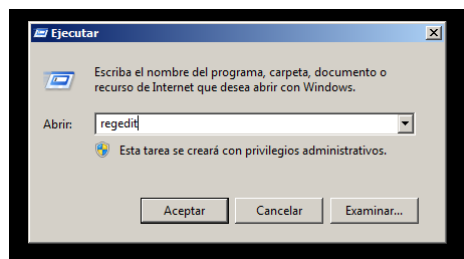 Ejecutar
Escriba el nombre del programa, carpeta, documento o
recurso de Internet que desea abrir con Windows.
Abrir: regedit
Esta tarea se creará con privilegios administrativos.
Aceptar Cancelar Examinar...